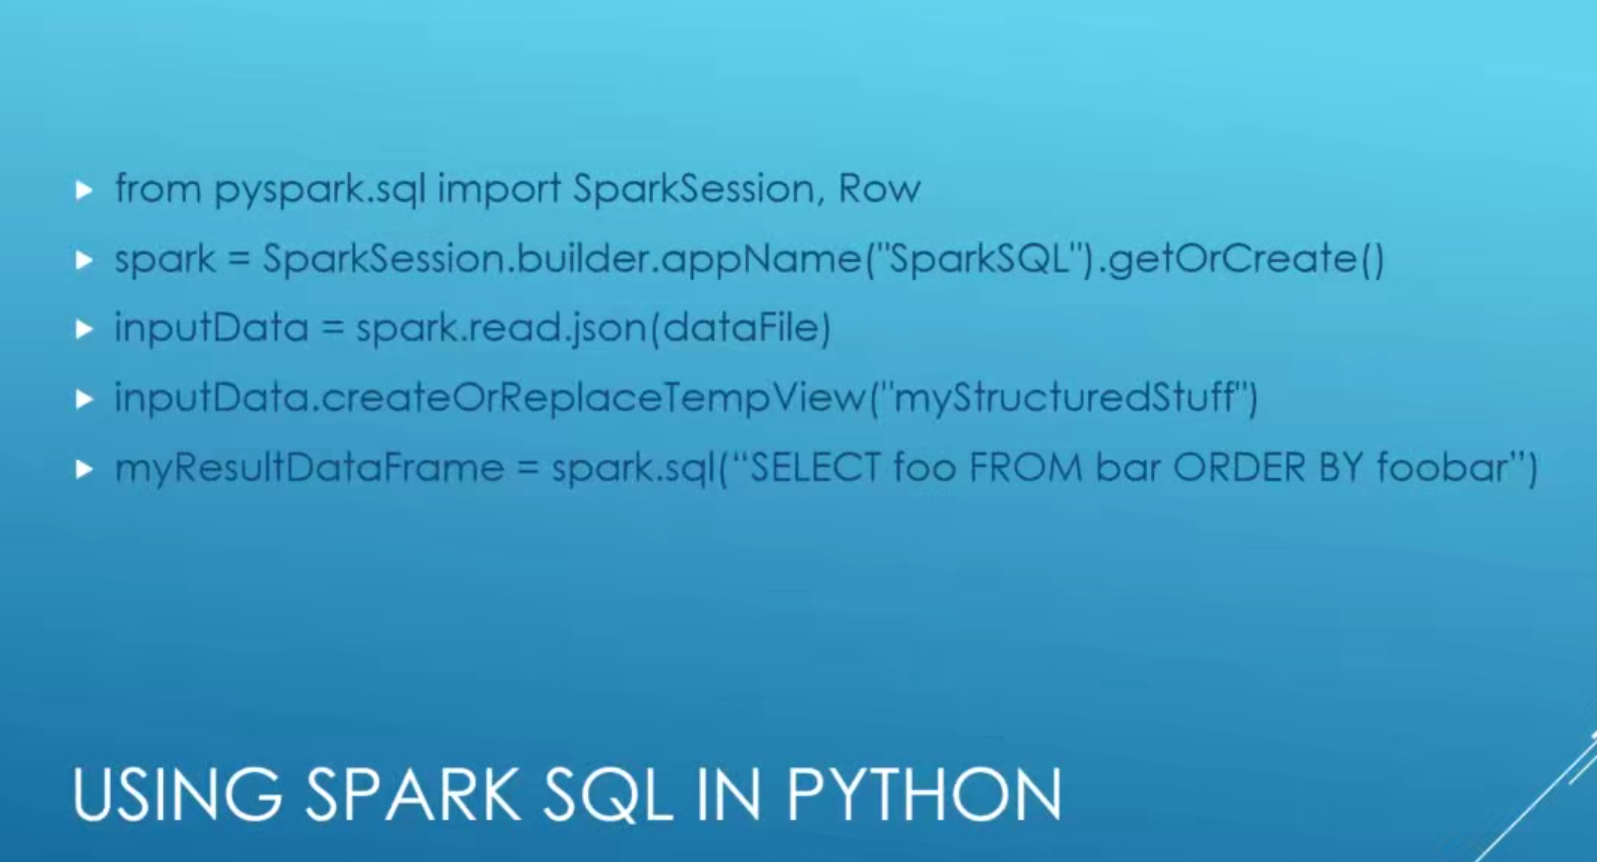 from pyspark.sql import SparkSession, Row
spark = SparkSession.builder.appName("SparkSQL").getOrCreate()
inputData = spark.read.json(dataFile)
inputData.createOrReplaceTempView("myStructuredStuff")
myResultDataFrame = spark.sql(“SELECT foo FROM bar ORDER BY foobar”)
USING SPARK SQL IN PYTHON